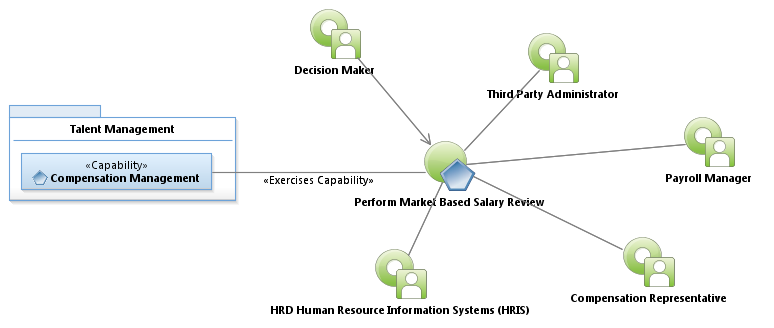 Decision Maker
Third Party Administrator
Talent Management
«Capability»
Compensation Management
«Exercises Capability»
Payroll Manager
Perform Market Based Salary Review
Compensation Representative
HRD Human Resource Information Systems (HRIS)